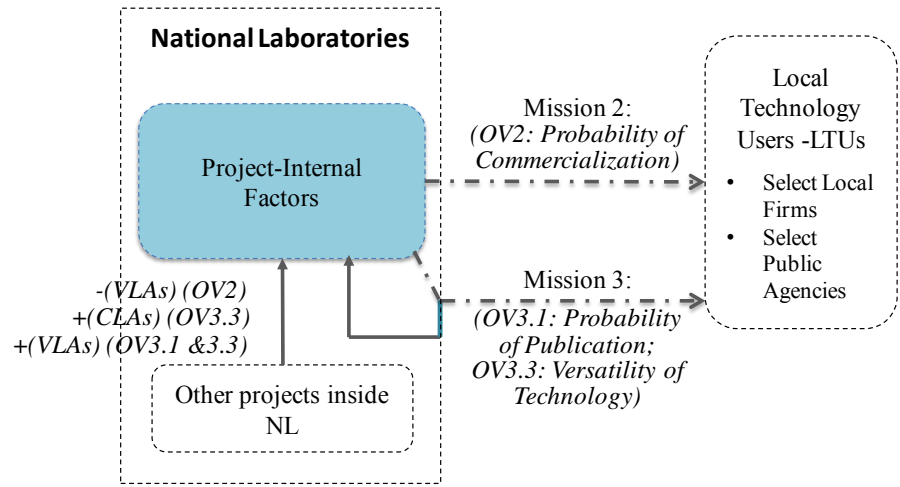 National Laboratories
Project-Internal
Factors
-(VLAs) (OV2)
+(CLAs) (OV3.3)
+(VLAs) (OV3.1 &3.3)
Other projects inside
NL
Mission 2:
(OV2: Probability of
Commercialization)
Mission 3:
(OV3.1: Probability
of Publication;
OV3.3: Versatility of
Technology)
Local
Technology
Users -LTUs
• Select Local
Firms
• Select
Public
Agencies